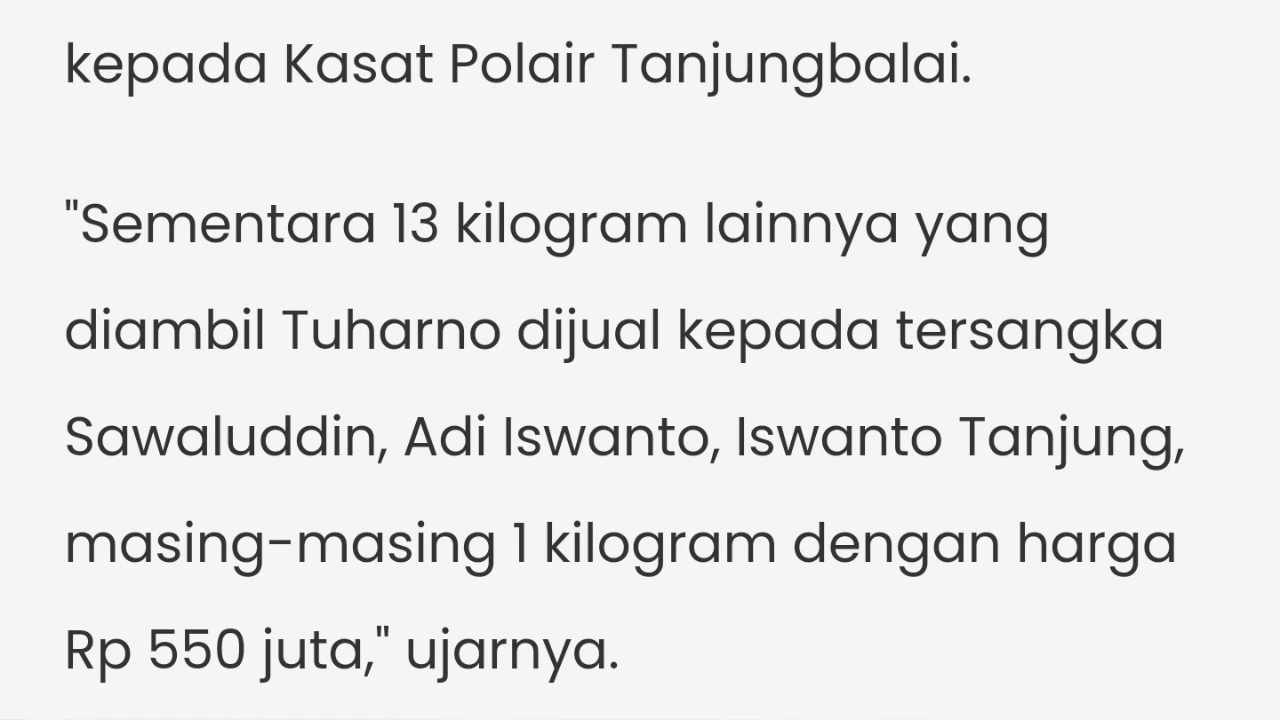 kepada Kasat Polair Tanjungbalai.
"Sementara 13 kilogram lainnya yang
diambil Tuharno dijual kepada tersangka
Sawaluddin, Adi Iswanto, Iswanto Tanjung,
masing-masing 1 kilogram dengan harga
Rp 550 juta," ujarnya.